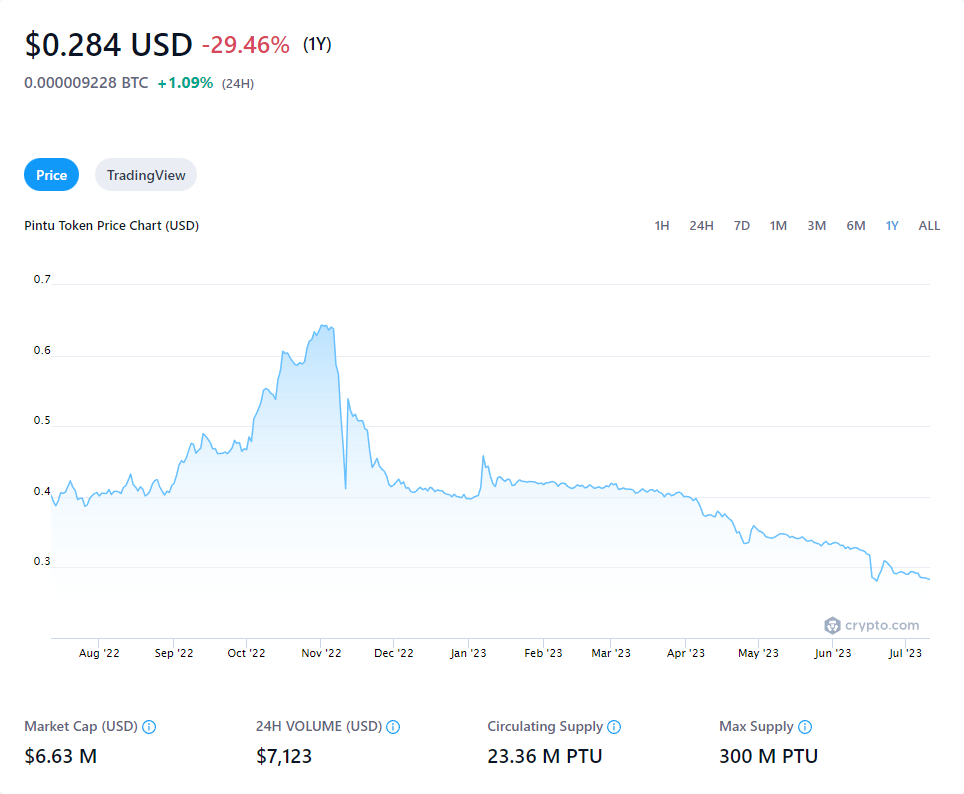 $0.284 USD -29.46% (1Y)
0.000009228 BTC +1.09% (24H)
Price TradingView
Pintu Token Price Chart (USD) 1H 24H 7D 1M 3M 6M 1Y ALL
0.7
0.6
0.5
0.4
0.3
crypto.com
Aug '22 Sep '22 Oct '22 Nov '22 Dec '22 Jan '23 Feb '23 Mar '23 Apr '23 May '23 Jun '23 Jul '23
Market Cap (USD) 24H VOLUME (USD) Circulating Supply Max Supply
$6.63 M $7,123 23.36 M PTU 300 M PTU